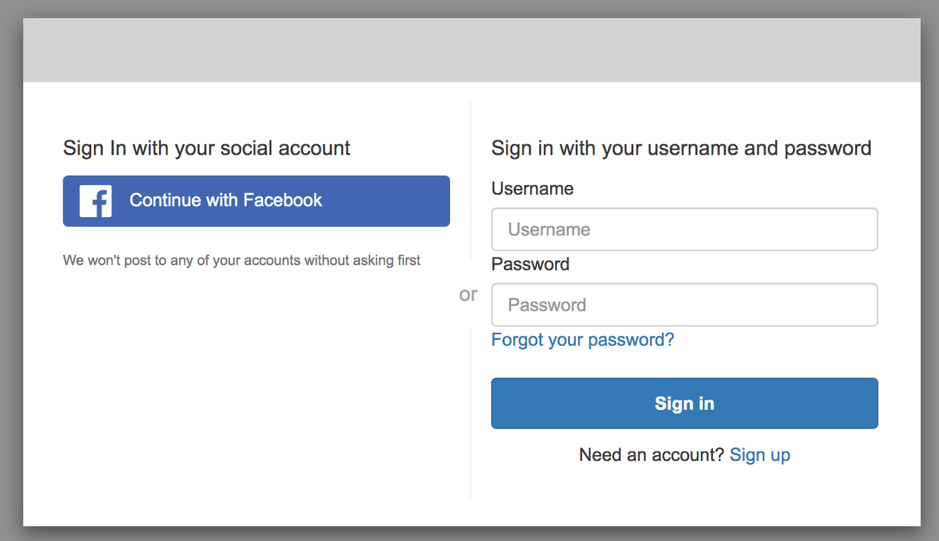 Sign In with your social account
Continue with Facebook
We won't post to any of your accounts without asking first
or
Sign in with your username and password
Username
Username
Password
Password
Forgot your password?
Sign in
Need an account? Sign up